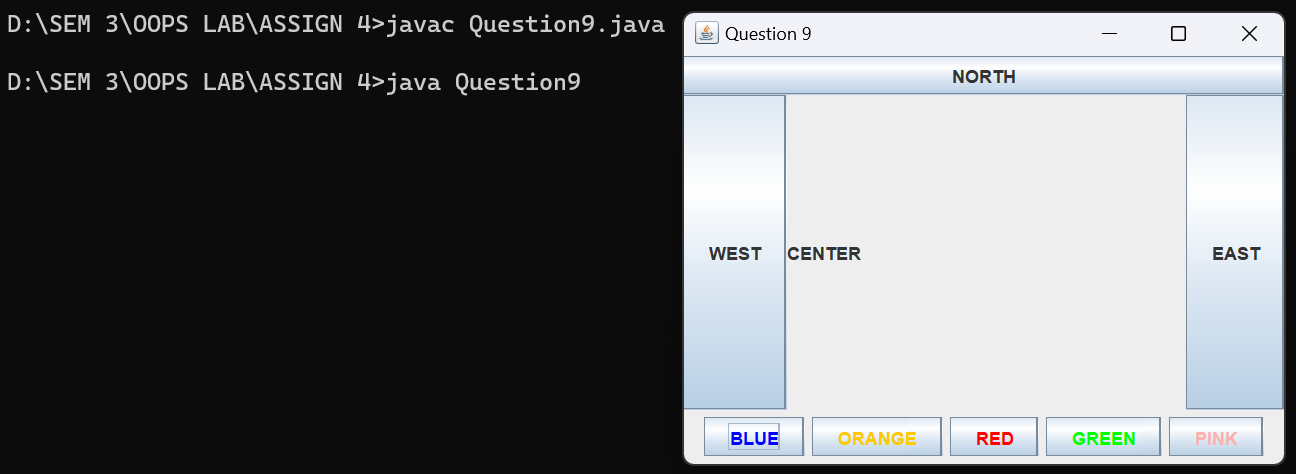 D:\SEM 3\OOPS LAB\ASSIGN 4>javac Question9.java
D:\SEM 3\OOPS LAB\ASSIGN 4>java Question9
Question 9
NORTH
WEST CENTER EAST
BLUE ORANGE RED GREEN PINK